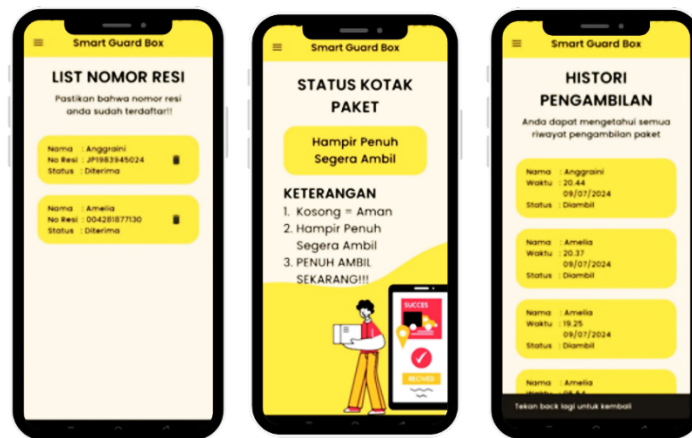 Smart Guard Box
LIST NOMOR RESI
Pastikan bahwa nomor resi
anda sudah terdaftar!!
Nama : Anggraini
No Resi : JP1983945024
Status : Diterima
Nama : Amelia
No Resi : 004281877130
Status : Diterima
Smart Guard Box
STATUS KOTAK
PAKET
Hampir Penuh
Segera Ambil
KETERANGAN
1. Kosong = Aman
2. Hampir Penuh
Segera Ambil
3. PENUH AMBIL
SEKARANG!!!
SUCCES
RECIVED
Smart Guard Box
HISTORI
PENGAMBILAN
Anda dapat mengetahui semua
riwayat pengambilan paket
Nama : Anggraini
Waktu : 20.44
09/07/2024
Status : Diambil
Nama : Amelia
Waktu : 20.37
09/07/2024
Status : Diambil
Nama : Amelia
Waktu : 19.25
09/07/2024
Status : Diambil
Nama : Amelia
Tekan back lagi untuk kembali